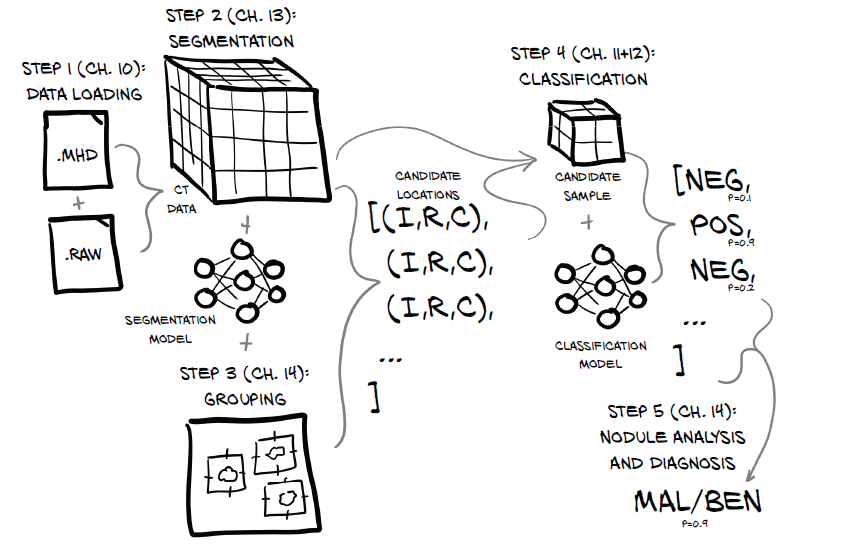 STEP 1 (CH. 10):
DATA LOADING
.MHD
+
.RAW
STEP 2 (CH. 13):
SEGMENTATION
CT
DATA
+
SEGMENTATION
MODEL
+
STEP 3 (CH. 14):
GROUPING
CANDIDATE
LOCATIONS
[(I,R,C),
(I,R,C),
(I,R,C),
...
]
STEP 4 (CH. 11+12):
CLASSIFICATION
CANDIDATE
SAMPLE
+
CLASSIFICATION
MODEL
[NEG,
P=0.1
POS,
P=0.9
NEG,
P=0.2
...
]
STEP 5 (CH. 14):
NODULE ANALYSIS
AND DIAGNOSIS
MAL/BEN
P=0.9